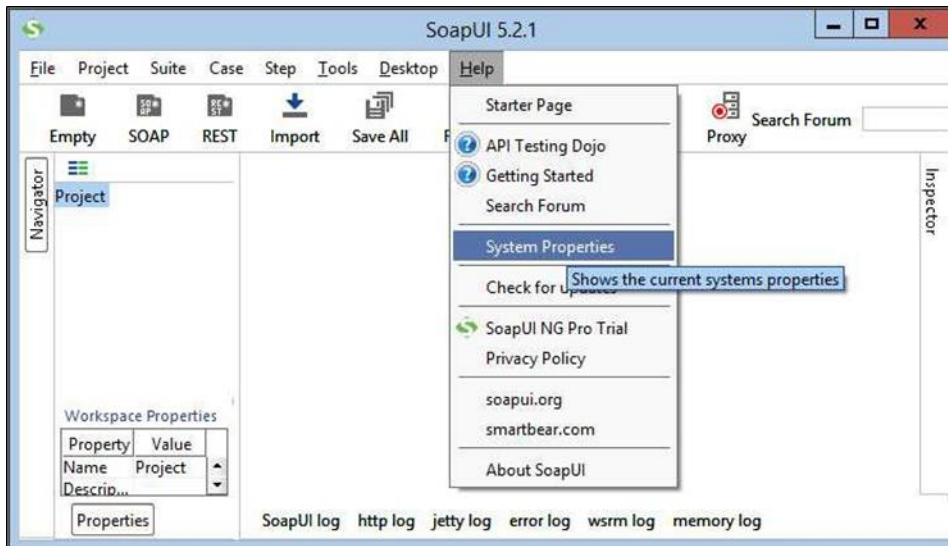 SoapUI 5.2.1
File Project Suite Case Step Tools Desktop Help
Empty SOAP REST Import Save All Proxy Search Forum
Starter Page
API Testing Dojo
Getting Started
Search Forum
System Properties
Shows the current systems properties
Check for updates
SoapUI NG Pro Trial
Privacy Policy
soapui.org
smartbear.com
About SoapUI
Navigator
Project
Inspector
Workspace Properties
Property Value
Name Project
Descrip...
Properties
SoapUI log http log jetty log error log wsrm log memory log